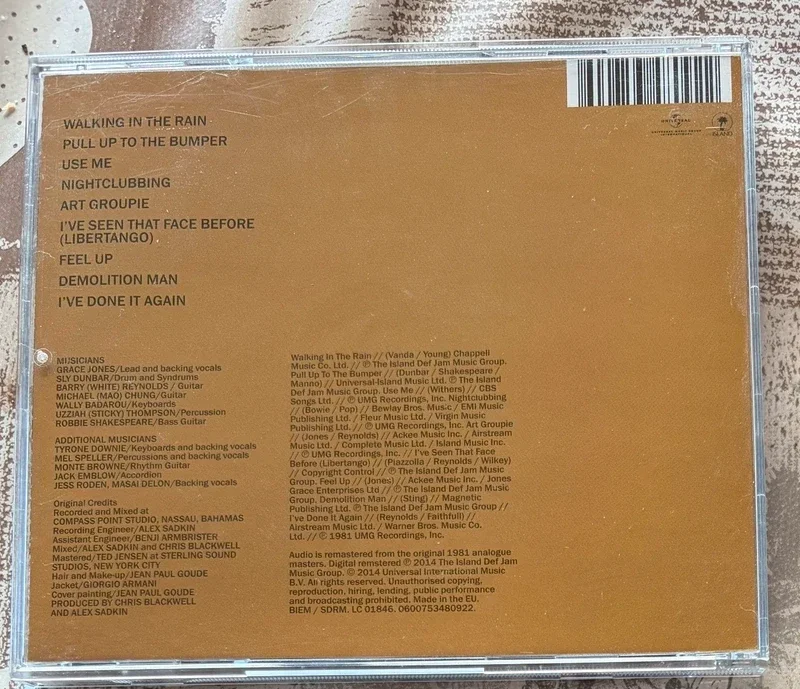 WALKING IN THE RAIN
PULL UP TO THE BUMPER
USE ME
NIGHTCLUBBING
ART GROUPIE
I'VE SEEN THAT FACE BEFORE
(LIBERTANGO)
FEEL UP
DEMOLITION MAN
I'VE DONE IT AGAIN
UNIVERSAL
UNIVERSAL MUSIC GROUP
INTERNATIONAL
ISLAND
MUSICIANS
GRACE JONES/Lead and backing vocals
SLY DUNBAR/Drum and Syndrums
BARRY (WHITE) REYNOLDS / Guitar
MICHAEL (MAO) CHUNG/Guitar
WALLY BADAROU/Keyboards
UZZIAH (STICKY) THOMPSON/Percussion
ROBBIE SHAKESPEARE/Bass Guitar
ADDITIONAL MUSICIANS
TYRONE DOWNIE/Keyboards and backing vocals
MEL SPELLER/Percussions and backing vocals
MONTE BROWNE/Rhythm Guitar
JACK EMBLOW/Accordion
JESS RODEN, MASAI DELON/Backing vocals
Original Credits
Recorded and Mixed at
COMPASS POINT STUDIO, NASSAU, BAHAMAS
Recording Engineer/ALEX SADKIN
Assistant Engineer/BENJI ARMBRISTER
Mixed/ALEX SADKIN and CHRIS BLACKWELL
Mastered/TED JENSEN at STERLING SOUND
STUDIOS, NEW YORK CITY
Hair and Make-up/JEAN PAUL GOUDE
Jacket/GIORGIO ARMANI
Cover painting/JEAN PAUL GOUDE
PRODUCED BY CHRIS BLACKWELL
AND ALEX SADKIN
Walking In The Rain // (Vanda / Young) Chappell
Music Co. Ltd. // ℗ The Island Def Jam Music Group.
Pull Up To The Bumper // (Dunbar / Shakespeare /
Manno) // Universal-Island Music Ltd. ℗ The Island
Def Jam Music Group. Use Me // (Withers) // CBS
Songs Ltd. // ℗ UMG Recordings, Inc. Nightclubbing
// (Bowie / Pop) // Bewlay Bros. Music / EMI Music
Publishing Ltd. / Fleur Music Ltd. / Virgin Music
Publishing Ltd. // ℗ UMG Recordings, Inc. Art Groupie
// (Jones / Reynolds) // Ackee Music Inc. / Airstream
Music Ltd. / Complete Music Ltd. / Island Music Inc.
// ℗ UMG Recordings, Inc. // I've Seen That Face
Before (Libertango) // (Piazzolla / Reynolds / Wilkey)
// Copyright Control // ℗ The Island Def Jam Music
Group. Feel Up // (Jones) // Ackee Music Inc. / Jones
Grace Enterprises Ltd // ℗ The Island Def Jam Music
Group. Demolition Man // (Sting) // Magnetic
Publishing Ltd. ℗ The Island Def Jam Music Group //
I've Done It Again // (Reynolds / Faithfull) //
Airstream Music Ltd. / Warner Bros. Music Co.
Ltd. // ℗ 1981 UMG Recordings, Inc.
Audio is remastered from the original 1981 analogue
masters. Digital remstered ℗ 2014 The Island Def Jam
Music Group. © 2014 Universal International Music
B.V. All rights reserved. Unauthorised copying,
reproduction, hiring, lending, public performance
and broadcasting prohibited. Made in the EU.
BIEM / SDRM. LC 01846. 0600753480922.